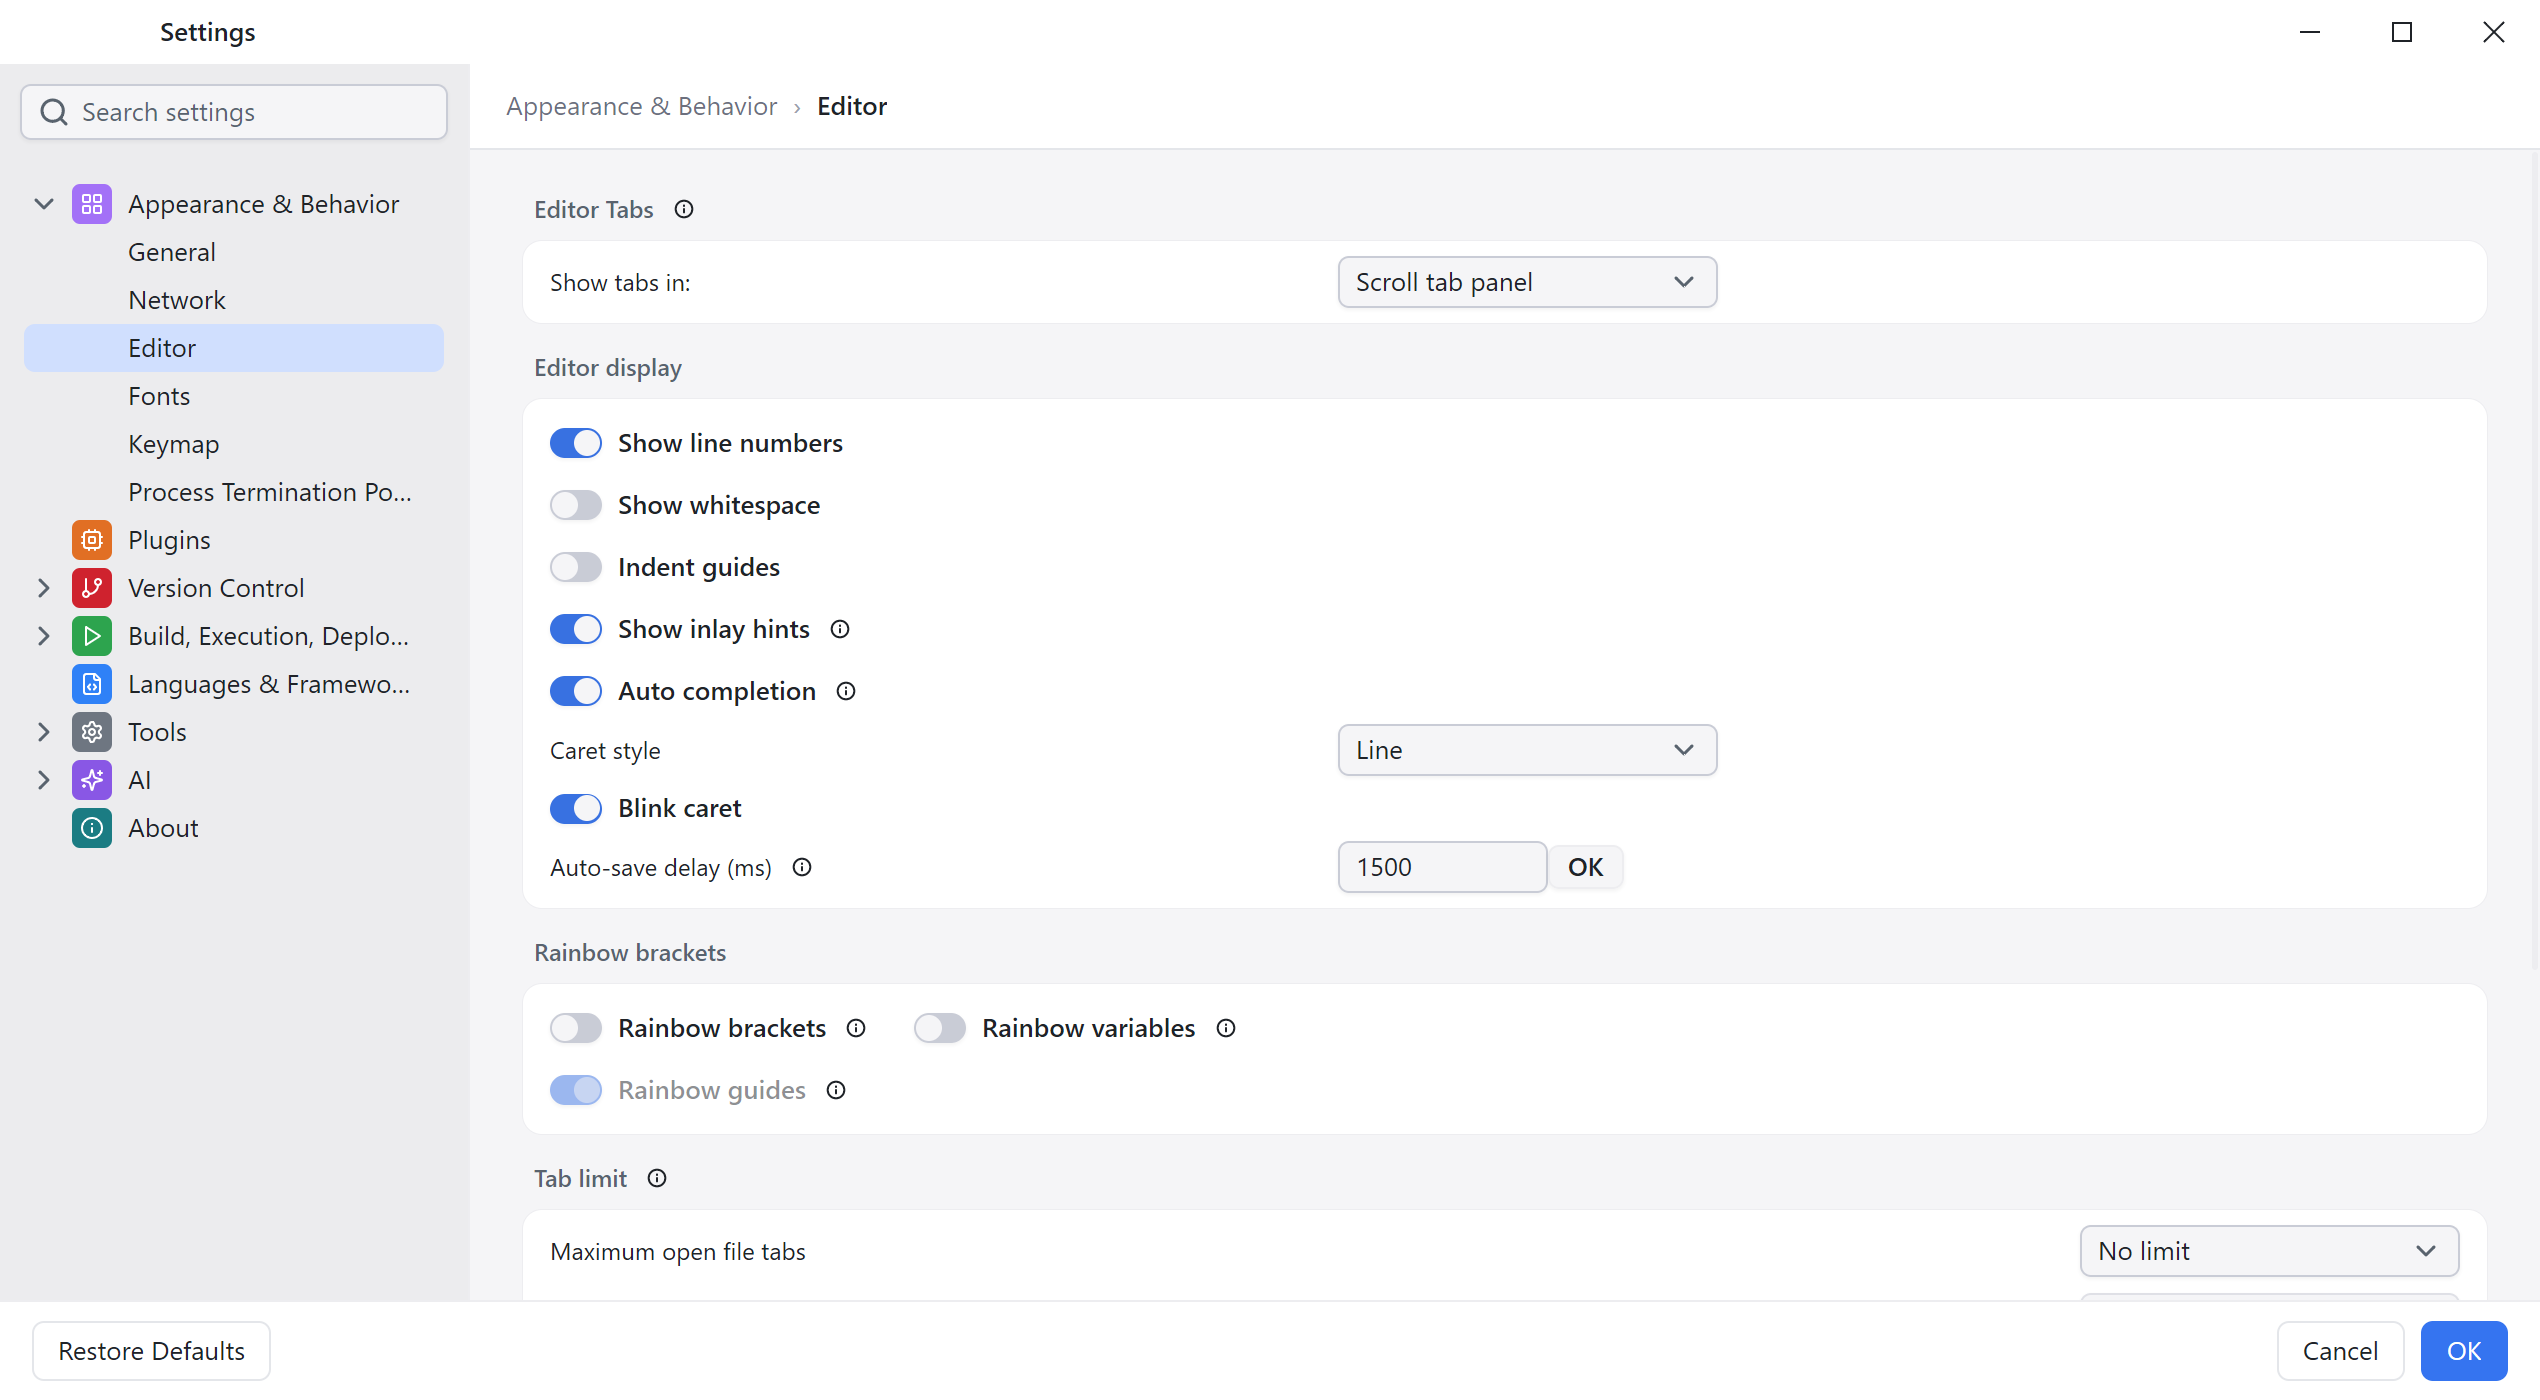 Settings
Search settings
Appearance & Behavior
General
Network
Editor
Fonts
Keymap
Process Termination Po...
Plugins
Version Control
Build, Execution, Deplo...
Languages & Framewo...
Tools
AI
About
Appearance & Behavior › Editor
Editor Tabs
Show tabs in: Scroll tab panel
Editor display
Show line numbers
Show whitespace
Indent guides
Show inlay hints
Auto completion
Caret style Line
Blink caret
Auto-save delay (ms) 1500 OK
Rainbow brackets
Rainbow brackets Rainbow variables
Rainbow guides
Tab limit
Maximum open file tabs No limit
Restore Defaults Cancel OK